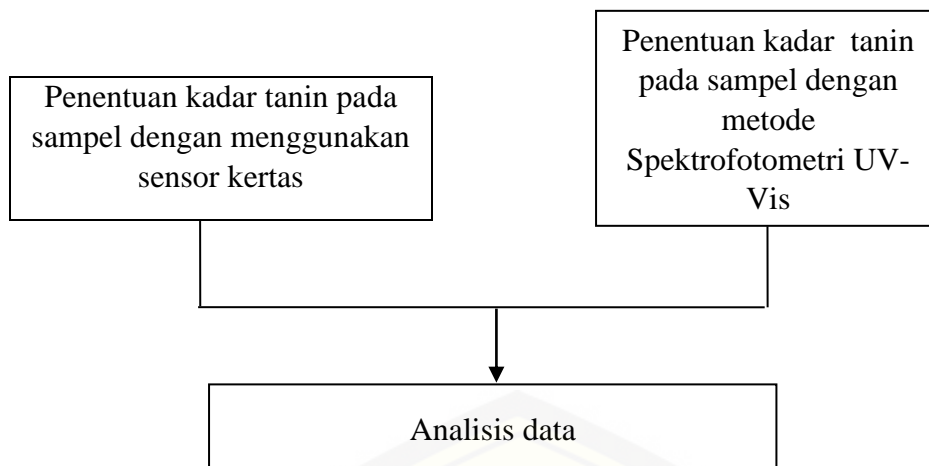 Penentuan kadar tanin pada
sampel dengan menggunakan
sensor kertas
Penentuan kadar tanin
pada sampel dengan
metode
Spektrofotometri UV-
Vis
Analisis data